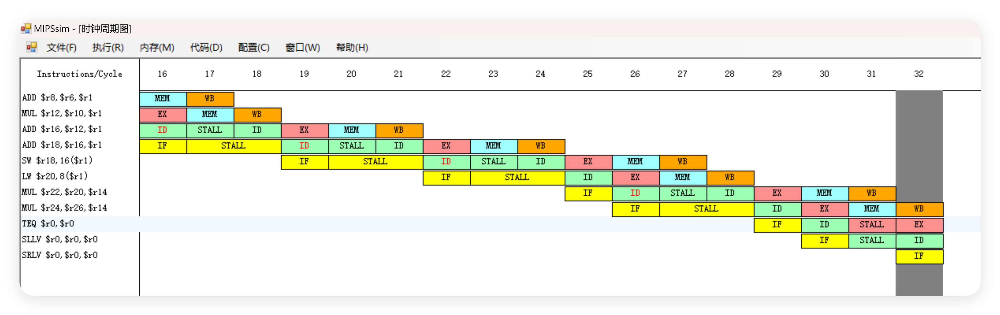 MIPSsim - [时钟周期图]
文件(F) 执行(R) 内存(M) 代码(D) 配置(C) 窗口(W) 帮助(H)
Instructions/Cycle 16 17 18 19 20 21 22 23 24 25 26 27 28 29 30 31 32
ADD $r8,$r6,$r1 MEM WB
MUL $r12,$r10,$r1 EX MEM WB
ADD $r16,$r12,$r1 ID STALL ID EX MEM WB
ADD $r18,$r16,$r1 IF STALL ID STALL ID EX MEM WB
SW $r18,16($r1) IF STALL ID STALL ID EX MEM WB
LW $r20,8($r1) IF STALL ID EX MEM WB
MUL $r22,$r20,$r14 IF ID STALL ID EX MEM WB
MUL $r24,$r26,$r14 IF STALL ID EX MEM WB
TEQ $r0,$r0 IF ID STALL EX
SLLV $r0,$r0,$r0 IF STALL ID
SRLV $r0,$r0,$r0 IF